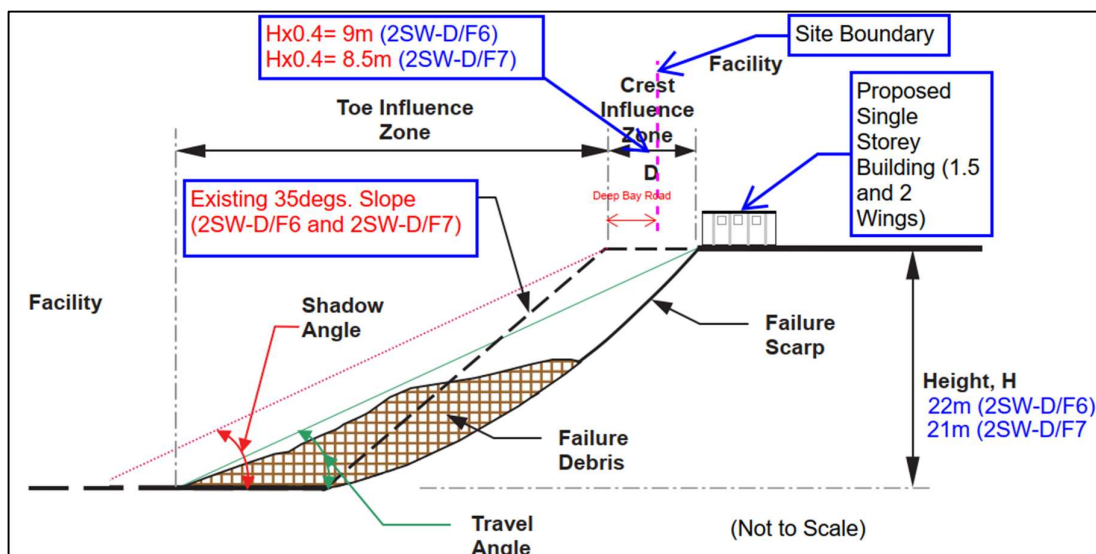 Hx0.4= 9m (2SW-D/F6)
Hx0.4= 8.5m (2SW-D/F7)
Site Boundary
Facility
Crest
Influence
Zone
Toe Influence
Zone
D
Deep Bay Road
Proposed
Single
Storey
Building (1.5
and 2
Wings)
Existing 35degs. Slope
(2SW-D/F6 and 2SW-D/F7)
Facility
Shadow
Angle
Failure
Scarp
Height, H
22m (2SW-D/F6)
21m (2SW-D/F7
Failure
Debris
Travel
Angle
(Not to Scale)